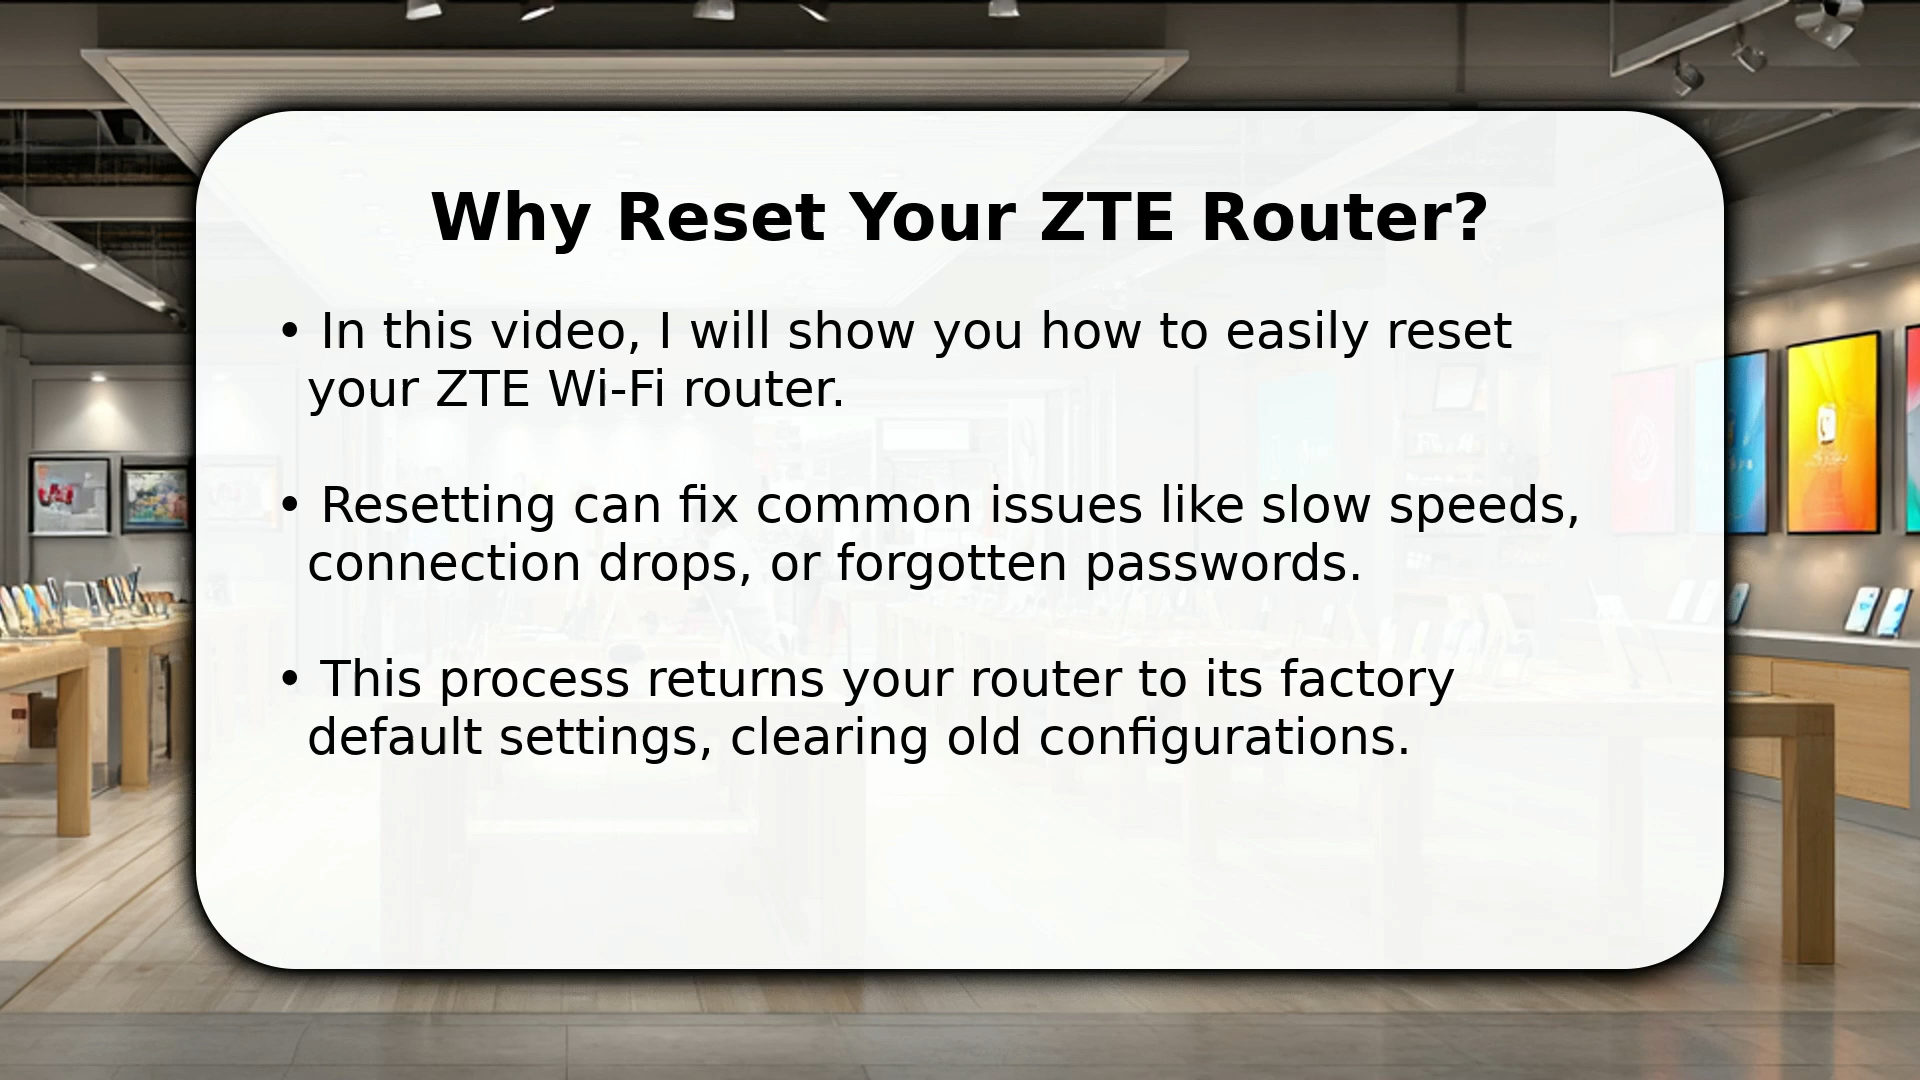 Why Reset Your ZTE Router?
• In this video, I will show you how to easily reset
your ZTE Wi-Fi router.
• Resetting can fix common issues like slow speeds,
connection drops, or forgotten passwords.
• This process returns your router to its factory
default settings, clearing old configurations.